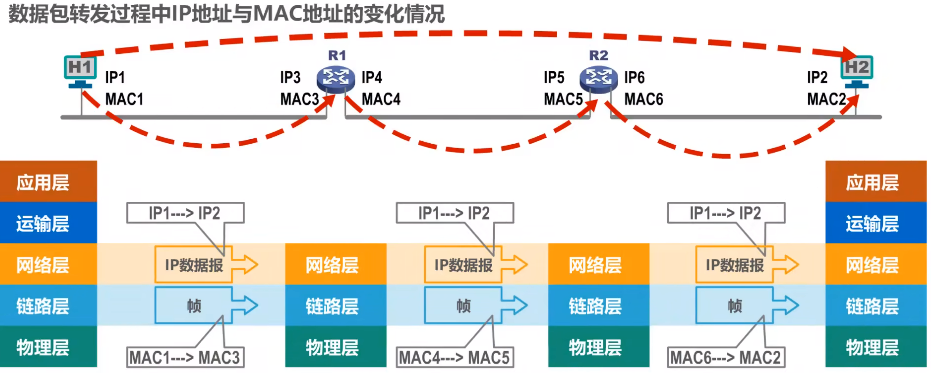 数据包转发过程中IP地址与MAC地址的变化情况
H1 IP1 MAC1
R1
IP3 IP4
MAC3 MAC4
R2
IP5 IP6
MAC5 MAC6
IP2 H2
MAC2
应用层 应用层
运输层 IP1---> IP2 IP1---> IP2 IP1---> IP2 运输层
网络层 IP数据报 网络层 IP数据报 网络层 IP数据报 网络层
链路层 帧 链路层 帧 链路层 帧 链路层
物理层 MAC1---> MAC3 物理层 MAC4---> MAC5 物理层 MAC6---> MAC2 物理层